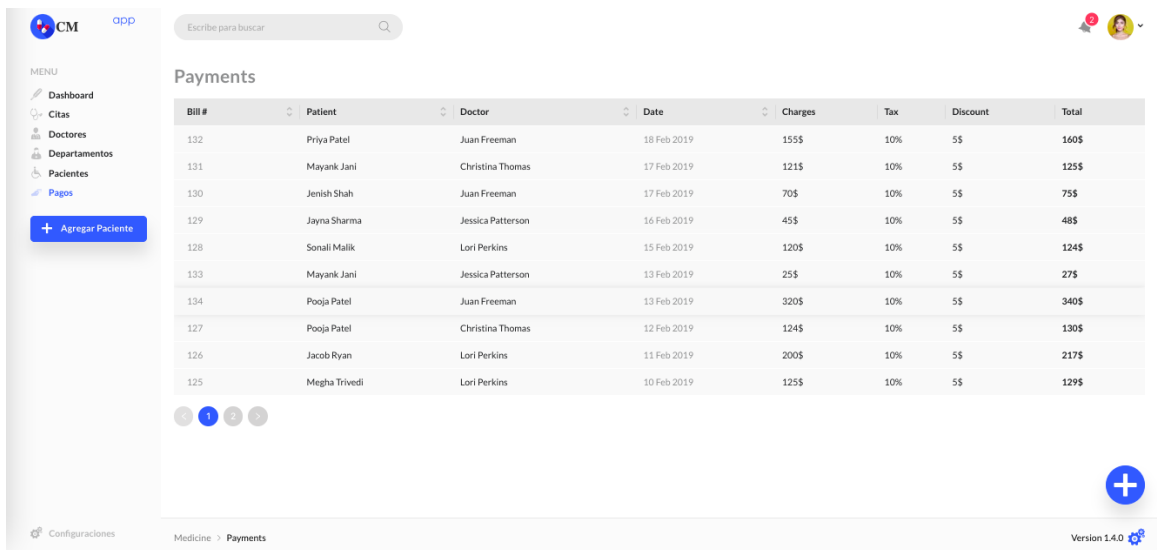 CM app
Escribe para buscar
2
MENU
Dashboard
Citas
Doctores
Departamentos
Pacientes
Pagos
+ Agregar Paciente
Configuraciones
Payments
Bill # Patient Doctor Date Charges Tax Discount Total
132 Priya Patel Juan Freeman 18 Feb 2019 155$ 10% 5$ 160$
131 Mayank Jani Christina Thomas 17 Feb 2019 121$ 10% 5$ 125$
130 Jenish Shah Juan Freeman 17 Feb 2019 70$ 10% 5$ 75$
129 Jayna Sharma Jessica Patterson 16 Feb 2019 45$ 10% 5$ 48$
128 Sonali Malik Lori Perkins 15 Feb 2019 120$ 10% 5$ 124$
133 Mayank Jani Jessica Patterson 13 Feb 2019 25$ 10% 5$ 27$
134 Pooja Patel Juan Freeman 13 Feb 2019 320$ 10% 5$ 340$
127 Pooja Patel Christina Thomas 12 Feb 2019 124$ 10% 5$ 130$
126 Jacob Ryan Lori Perkins 11 Feb 2019 200$ 10% 5$ 217$
125 Megha Trivedi Lori Perkins 10 Feb 2019 125$ 10% 5$ 129$
< 1 2 >
Medicine > Payments
Version 1.4.0